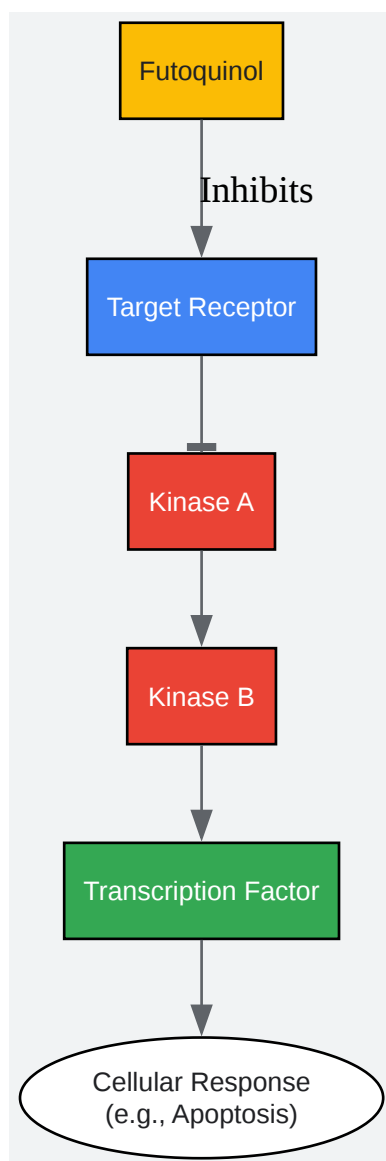 Futoquinol
Inhibits
Target Receptor
Kinase A
Kinase B
Transcription Factor
Cellular Response
(e.g., Apoptosis)